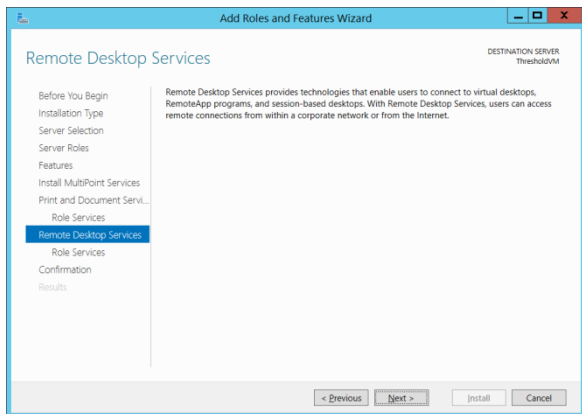 Add Roles and Features Wizard
Remote Desktop Services
DESTINATION SERVER
ThresholdVM
Before You Begin
Installation Type
Server Selection
Server Roles
Features
Install MultiPoint Services
Print and Document Servi...
Role Services
Remote Desktop Services
Role Services
Confirmation
Results
Remote Desktop Services provides technologies that enable users to connect to virtual desktops,
RemoteApp programs, and session-based desktops. With Remote Desktop Services, users can access
remote connections from within a corporate network or from the Internet.
< Previous
Next >
Install
Cancel